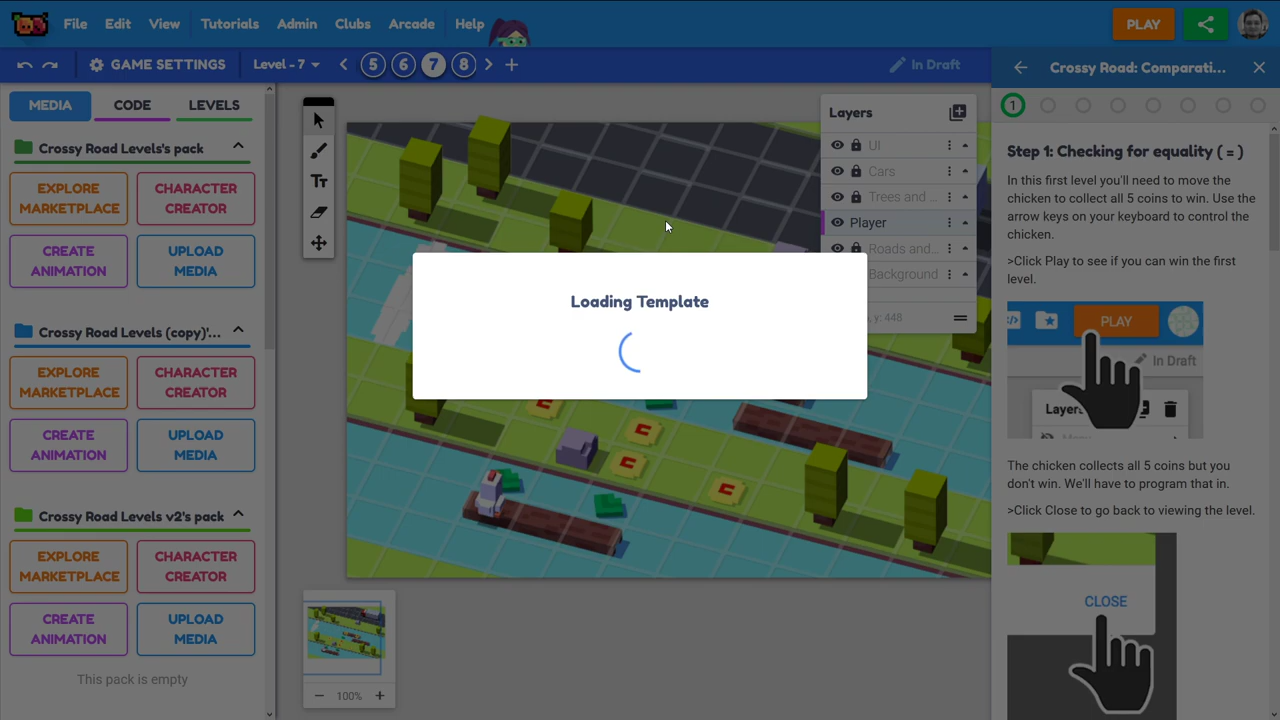 File Edit View Tutorials Admin Clubs Arcade Help PLAY
GAME SETTINGS Level - 7 5 6 7 8 + In Draft Crossy Road: Comparati...
MEDIA CODE LEVELS
Crossy Road Levels's pack
EXPLORE MARKETPLACE
CHARACTER CREATOR
CREATE ANIMATION
UPLOAD MEDIA
Crossy Road Levels (copy)'...
EXPLORE MARKETPLACE
CHARACTER CREATOR
CREATE ANIMATION
UPLOAD MEDIA
Crossy Road Levels v2's pack
EXPLORE MARKETPLACE
CHARACTER CREATOR
CREATE ANIMATION
UPLOAD MEDIA
This pack is empty
Tт
Loading Template
100%
Layers
UI
Cars
Trees and ...
Player
Roads and...
Background
, y: 448
1
Step 1: Checking for equality ( = )
In this first level you'll need to move the
chicken to collect all 5 coins to win. Use the
arrow keys on your keyboard to control the
chicken.
>Click Play to see if you can win the first
level.
PLAY
In Draft
Layer
The chicken collects all 5 coins but you
don't win. We'll have to program that in.
>Click Close to go back to viewing the level.
CLOSE